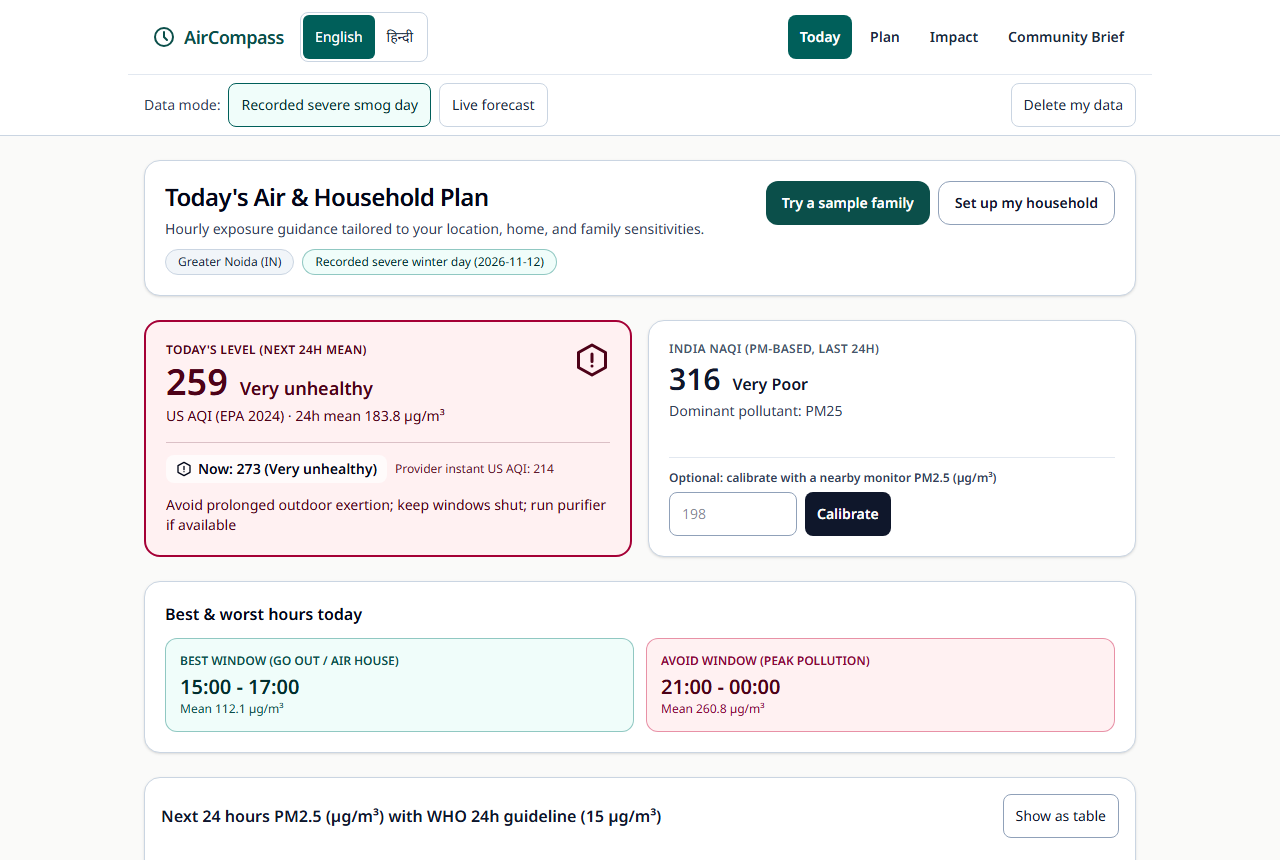 AirCompass
English
हिन्दी
Today
Plan
Impact
Community Brief
Data mode:
Recorded severe smog day
Live forecast
Delete my data
Today's Air & Household Plan
Hourly exposure guidance tailored to your location, home, and family sensitivities.
Greater Noida (IN)
Recorded severe winter day (2026-11-12)
Try a sample family
Set up my household
TODAY'S LEVEL (NEXT 24H MEAN)
259 Very unhealthy
US AQI (EPA 2024) · 24h mean 183.8 µg/m³
Now: 273 (Very unhealthy)
Provider instant US AQI: 214
Avoid prolonged outdoor exertion; keep windows shut; run purifier
if available
INDIA NAQI (PM-BASED, LAST 24H)
316 Very Poor
Dominant pollutant: PM25
Optional: calibrate with a nearby monitor PM2.5 (µg/m³)
198
Calibrate
Best & worst hours today
BEST WINDOW (GO OUT / AIR HOUSE)
15:00 - 17:00
Mean 112.1 µg/m³
AVOID WINDOW (PEAK POLLUTION)
21:00 - 00:00
Mean 260.8 µg/m³
Next 24 hours PM2.5 (µg/m³) with WHO 24h guideline (15 µg/m³)
Show as table